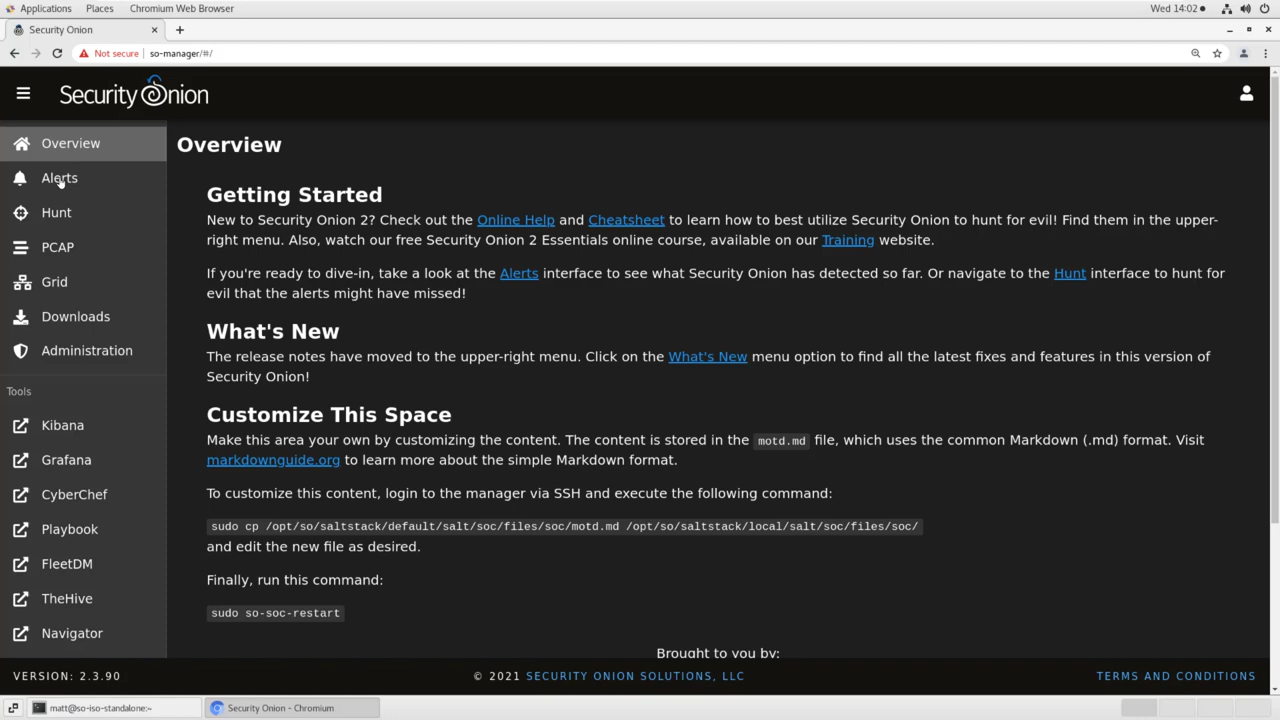 Applications Places Chromium Web Browser Wed 14:02
Security Onion
Not secure so-manager/#/
Security Onion
Overview
Alerts
Hunt
PCAP
Grid
Downloads
Administration
Tools
Kibana
Grafana
CyberChef
Playbook
FleetDM
TheHive
Navigator
Overview
Getting Started
New to Security Onion 2? Check out the Online Help and Cheatsheet to learn how to best utilize Security Onion to hunt for evil! Find them in the upper-
right menu. Also, watch our free Security Onion 2 Essentials online course, available on our Training website.
If you're ready to dive-in, take a look at the Alerts interface to see what Security Onion has detected so far. Or navigate to the Hunt interface to hunt for
evil that the alerts might have missed!
What's New
The release notes have moved to the upper-right menu. Click on the What's New menu option to find all the latest fixes and features in this version of
Security Onion!
Customize This Space
Make this area your own by customizing the content. The content is stored in the motd.md file, which uses the common Markdown (.md) format. Visit
markdownguide.org to learn more about the simple Markdown format.
To customize this content, login to the manager via SSH and execute the following command:
sudo cp /opt/so/saltstack/default/salt/soc/files/soc/motd.md /opt/so/saltstack/local/salt/soc/files/soc/
and edit the new file as desired.
Finally, run this command:
sudo so-soc-restart
Brought to you by:
VERSION: 2.3.90 © 2021 SECURITY ONION SOLUTIONS, LLC TERMS AND CONDITIONS
matt@so-iso-standalone:~ Security Onion - Chromium